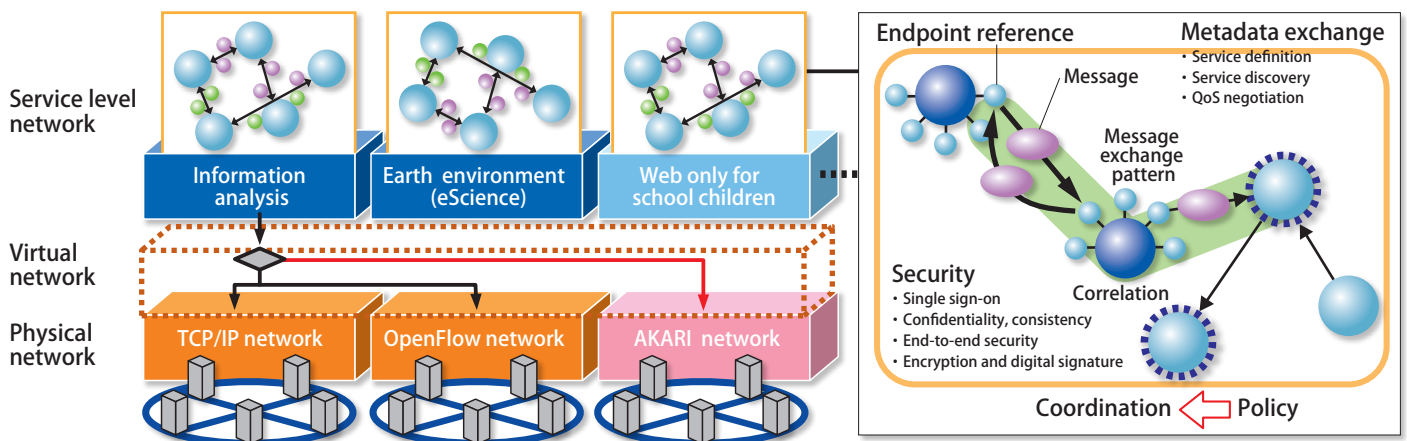 Service level
network
Information
analysis
Earth environment
(eScience)
Web only for
school children
Virtual
network
Physical
network
TCP/IP network
OpenFlow network
AKARI network
Endpoint reference
Metadata exchange
・Service definition
・Service discovery
・QoS negotiation
Message
Message
exchange
pattern
Security
・Single sign-on
・Confidentiality, consistency
・End-to-end security
・Encryption and digital signature
Correlation
Coordination
Policy